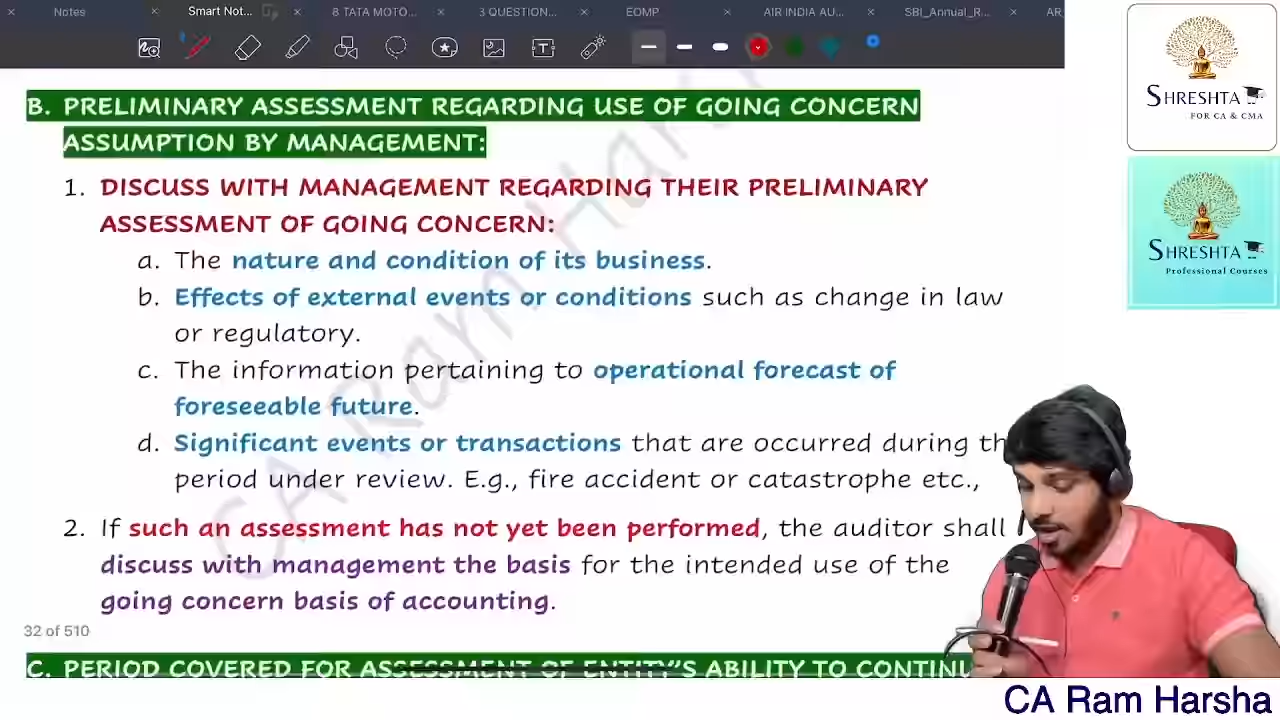 Notes
Smart Not...
8 TATA MOTO...
3 QUESTION...
EOMP
AIR INDIA AU...
SBI_Annual_R...
AR_
B. PRELIMINARY ASSESSMENT REGARDING USE OF GOING CONCERN
ASSUMPTION BY MANAGEMENT:
1. DISCUSS WITH MANAGEMENT REGARDING THEIR PRELIMINARY
ASSESSMENT OF GOING CONCERN:
a. The nature and condition of its business.
b. Effects of external events or conditions such as change in law
or regulatory.
c. The information pertaining to operational forecast of
foreseeable future.
d. Significant events or transactions that are occurred during th
period under review. E.g., fire accident or catastrophe etc.,
2. If such an assessment has not yet been performed, the auditor shall
discuss with management the basis for the intended use of the
going concern basis of accounting.
32 of 510
C. PERIOD COVERED FOR ASSESSMENT OF ENTITY'S ABILITY TO CONTINU
CA Ram Harsha
SHRESHTA
FOR CA & CMA
SHRESHTA
Professional Courses
CA Ram Harsha